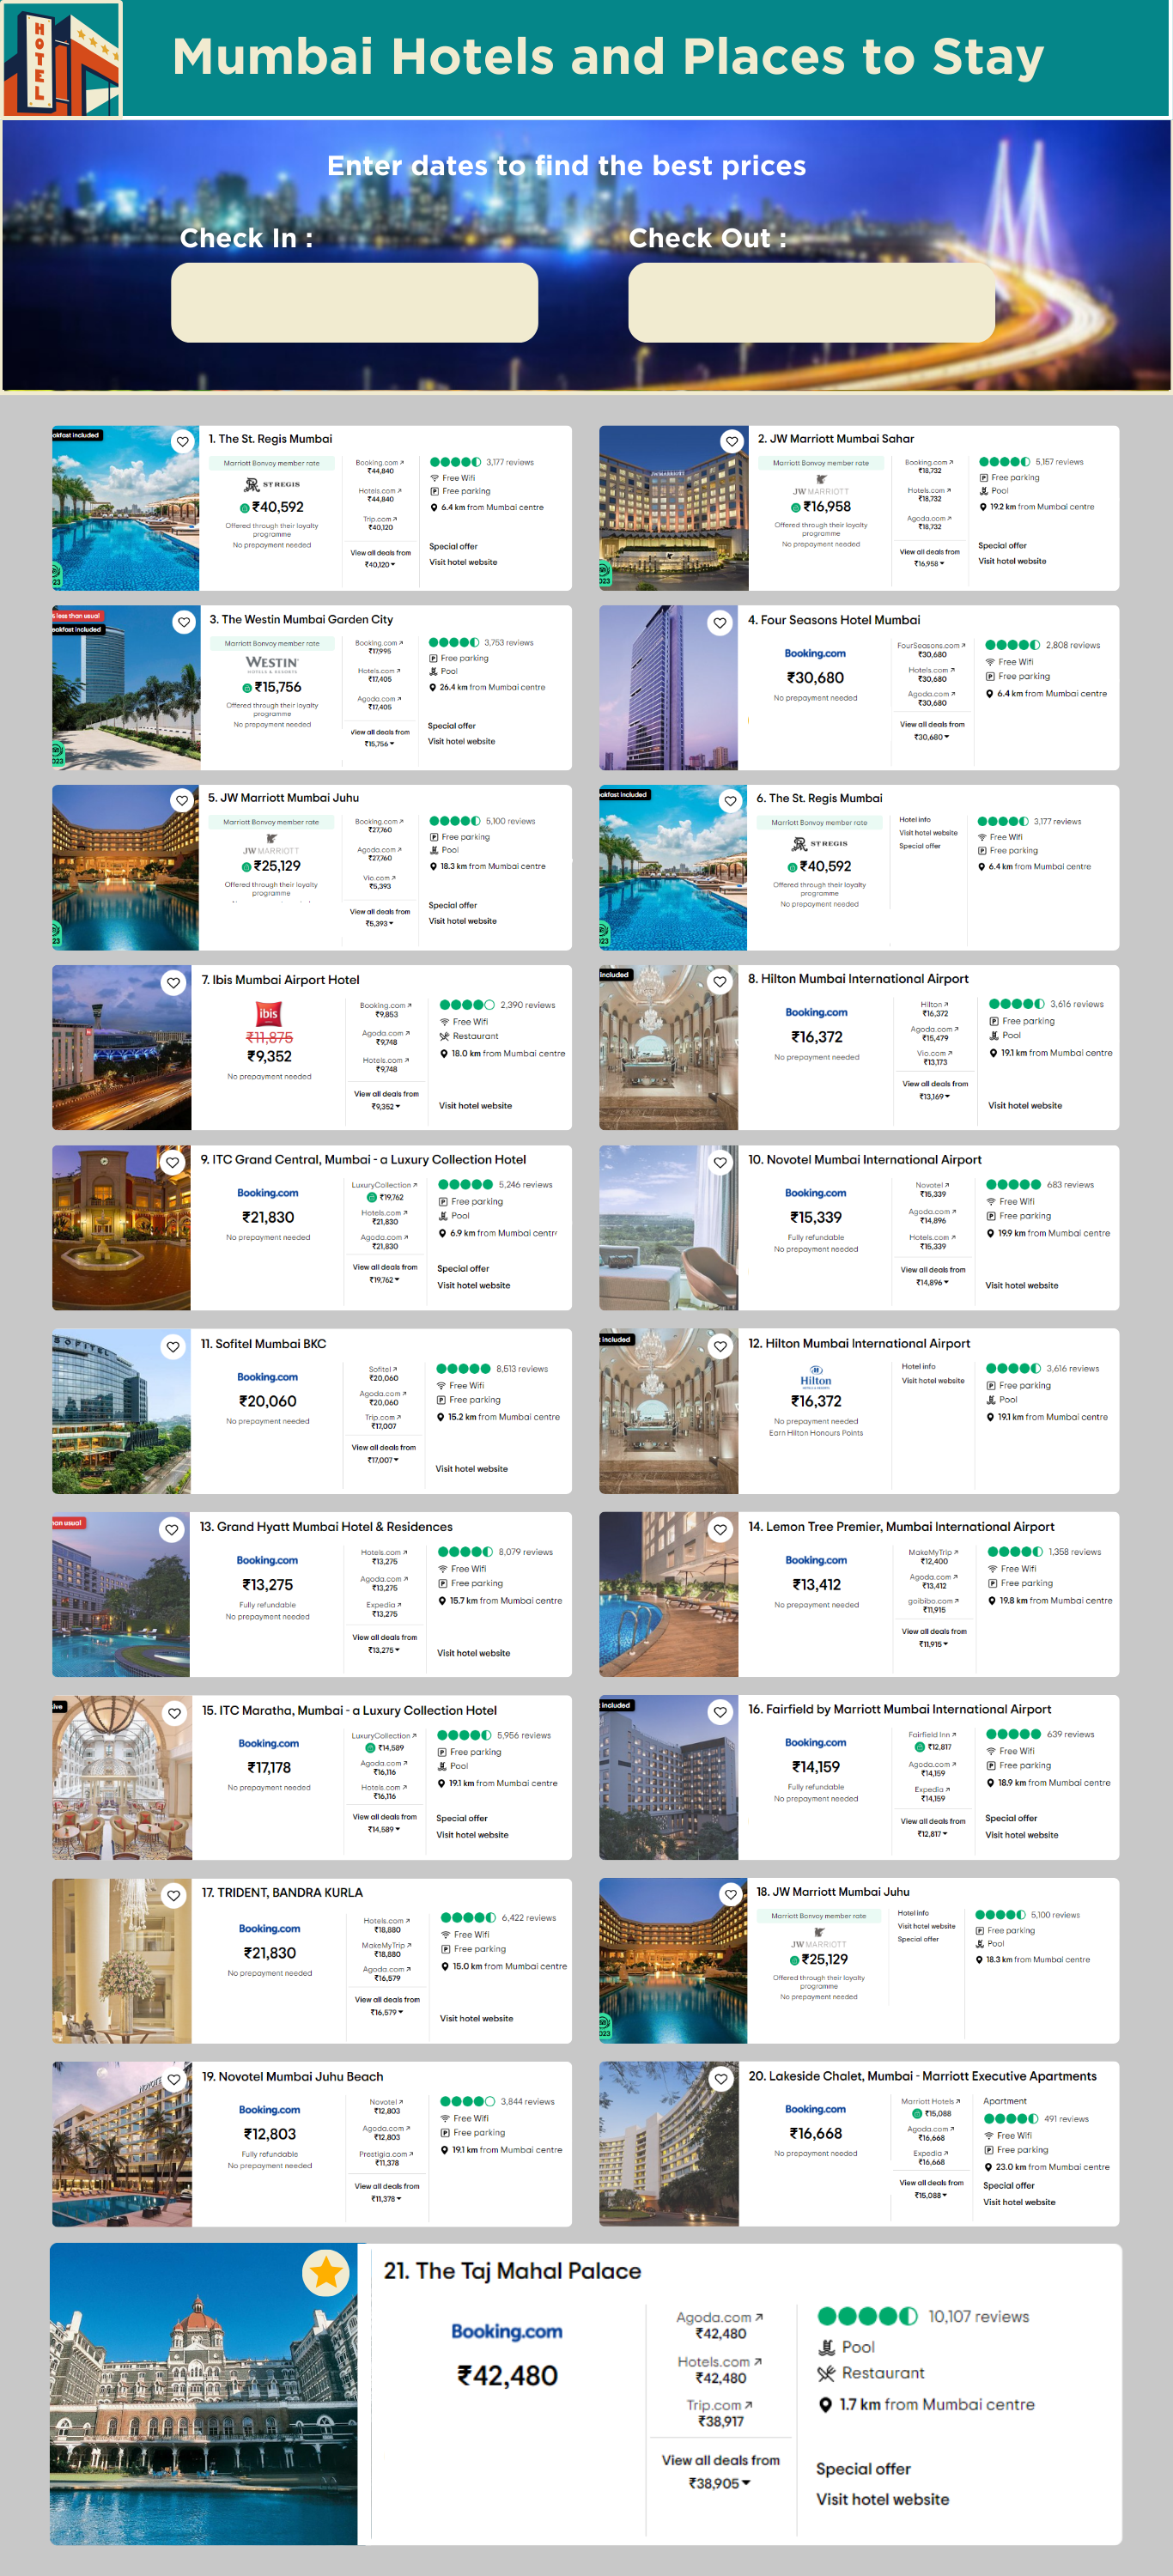 HOTEL
Mumbai Hotels and Places to Stay
Enter dates to find the best prices
Check In :
Check Out :
akfast included
1. The St. Regis Mumbai
Marriott Bonvoy member rate
ST REGIS
₹40,592
Offered through their loyalty
programme
No prepayment needed
Booking.com
₹44,840
Hotels.com
₹44,840
Trip.com
₹40,120
View all deals from
₹40,120
3,177 reviews
Free Wifi
Free parking
6.4 km from Mumbai centre
Special offer
Visit hotel website
023
2. JW Marriott Mumbai Sahar
JW MARRIOTT
Marriott Bonvoy member rate
JW MARRIOTT
₹16,958
Offered through their loyalty
programme
No prepayment needed
Booking.com
₹18,732
Hotels.com
₹18,732
Agoda.com
₹18,732
View all deals from
₹16,958
5,157 reviews
Free parking
Pool
19.2 km from Mumbai centre
Special offer
Visit hotel website
023
% less than usual
eakfast included
3. The Westin Mumbai Garden City
Marriott Bonvoy member rate
WESTIN
HOTELS & RESORTS
₹15,756
Offered through their loyalty
programme
No prepayment needed
Booking.com
₹17,995
Hotels.com
₹17,405
Agoda.com
₹17,405
View all deals from
₹15,756
3,753 reviews
Free parking
Pool
26.4 km from Mumbai centre
Special offer
Visit hotel website
023
4. Four Seasons Hotel Mumbai
Booking.com
₹30,680
No prepayment needed
FourSeasons.com
₹30,680
Hotels.com
₹30,680
Agoda.com
₹30,680
View all deals from
₹30,680
2,808 reviews
Free Wifi
Free parking
6.4 km from Mumbai centre
5. JW Marriott Mumbai Juhu
Marriott Bonvoy member rate
JW MARRIOTT
₹25,129
Offered through their loyalty
programme
Booking.com
₹27,760
Agoda.com
₹27,760
Vio.com
₹5,393
View all deals from
₹5,393
5,100 reviews
Free parking
Pool
18.3 km from Mumbai centre
Special offer
Visit hotel website
023
akfast included
6. The St. Regis Mumbai
Marriott Bonvoy member rate
ST REGIS
₹40,592
Offered through their loyalty
programme
No prepayment needed
Hotel info
Visit hotel website
Special offer
3,177 reviews
Free Wifi
Free parking
6.4 km from Mumbai centre
023
7. Ibis Mumbai Airport Hotel
ibis
₹11,875
₹9,352
No prepayment needed
Booking.com
₹9,853
Agoda.com
₹9,748
Hotels.com
₹9,748
View all deals from
₹9,352
2,390 reviews
Free Wifi
Restaurant
18.0 km from Mumbai centre
Visit hotel website
included
8. Hilton Mumbai International Airport
Booking.com
₹16,372
No prepayment needed
Hilton
₹16,372
Agoda.com
₹15,479
Vio.com
₹13,173
View all deals from
₹13,169
3,616 reviews
Free parking
Pool
19.1 km from Mumbai centre
Visit hotel website
9. ITC Grand Central, Mumbai - a Luxury Collection Hotel
Booking.com
₹21,830
No prepayment needed
LuxuryCollection
₹19,762
Hotels.com
₹21,830
Agoda.com
₹21,830
View all deals from
₹19,762
5,246 reviews
Free parking
Pool
6.9 km from Mumbai centr
Special offer
Visit hotel website
10. Novotel Mumbai International Airport
Booking.com
₹15,339
Fully refundable
No prepayment needed
Novotel
₹15,339
Agoda.com
₹14,896
Hotels.com
₹15,339
View all deals from
₹14,896
683 reviews
Free Wifi
Free parking
19.9 km from Mumbai centre
Visit hotel website
SOFITEL
11. Sofitel Mumbai BKC
Booking.com
₹20,060
No prepayment needed
Sofitel
₹20,060
Agoda.com
₹20,060
Trip.com
₹17,007
View all deals from
₹17,007
8,513 reviews
Free Wifi
Free parking
15.2 km from Mumbai centre
Visit hotel website
t included
12. Hilton Mumbai International Airport
Hilton
HOTELS & RESORTS
₹16,372
No prepayment needed
Earn Hilton Honours Points
Hotel info
Visit hotel website
3,616 reviews
Free parking
Pool
19.1 km from Mumbai centre
han usual
13. Grand Hyatt Mumbai Hotel & Residences
Booking.com
₹13,275
Fully refundable
No prepayment needed
Hotels.com
₹13,275
Agoda.com
₹13,275
Expedia
₹13,275
View all deals from
₹13,275
8,079 reviews
Free Wifi
Free parking
15.7 km from Mumbai centre
Visit hotel website
14. Lemon Tree Premier, Mumbai International Airport
Booking.com
₹13,412
No prepayment needed
MakeMyTrip
₹12,400
Agoda.com
₹13,412
goibibo.com
₹11,915
View all deals from
₹11,915
1,358 reviews
Free Wifi
Free parking
19.8 km from Mumbai centre
ive
15. ITC Maratha, Mumbai - a Luxury Collection Hotel
Booking.com
₹17,178
No prepayment needed
LuxuryCollection
₹14,589
Agoda.com
₹16,116
Hotels.com
₹16,116
View all deals from
₹14,589
5,956 reviews
Free parking
Pool
19.1 km from Mumbai centre
Special offer
Visit hotel website
t included
16. Fairfield by Marriott Mumbai International Airport
Booking.com
₹14,159
Fully refundable
No prepayment needed
Fairfield Inn
₹12,817
Agoda.com
₹14,159
Expedia
₹14,159
View all deals from
₹12,817
639 reviews
Free Wifi
Free parking
18.9 km from Mumbai centre
Special offer
Visit hotel website
17. TRIDENT, BANDRA KURLA
Booking.com
₹21,830
No prepayment needed
Hotels.com
₹18,880
MakeMyTrip
₹18,880
Agoda.com
₹16,579
View all deals from
₹16,579
6,422 reviews
Free Wifi
Free parking
15.0 km from Mumbai centre
Visit hotel website
18. JW Marriott Mumbai Juhu
Marriott Bonvoy member rate
JW MARRIOTT
₹25,129
Offered through their loyalty
programme
No prepayment needed
Hotel info
Visit hotel website
Special offer
5,100 reviews
Free parking
Pool
18.3 km from Mumbai centre
023
NOVOTEL
19. Novotel Mumbai Juhu Beach
Booking.com
₹12,803
Fully refundable
No prepayment needed
Novotel
₹12,803
Agoda.com
₹12,803
Prestigia.com
₹11,378
View all deals from
₹11,378
3,844 reviews
Free Wifi
Free parking
19.1 km from Mumbai centre
20. Lakeside Chalet, Mumbai - Marriott Executive Apartments
Booking.com
₹16,668
No prepayment needed
Marriott Hotels
₹15,088
Agoda.com
₹16,668
Expedia
₹16,668
View all deals from
₹15,088
Apartment
491 reviews
Free Wifi
Free parking
23.0 km from Mumbai centre
Special offer
Visit hotel website
21. The Taj Mahal Palace
Booking.com
₹42,480
Agoda.com
₹42,480
Hotels.com
₹42,480
Trip.com
₹38,917
View all deals from
₹38,905
10,107 reviews
Pool
Restaurant
1.7 km from Mumbai centre
Special offer
Visit hotel website